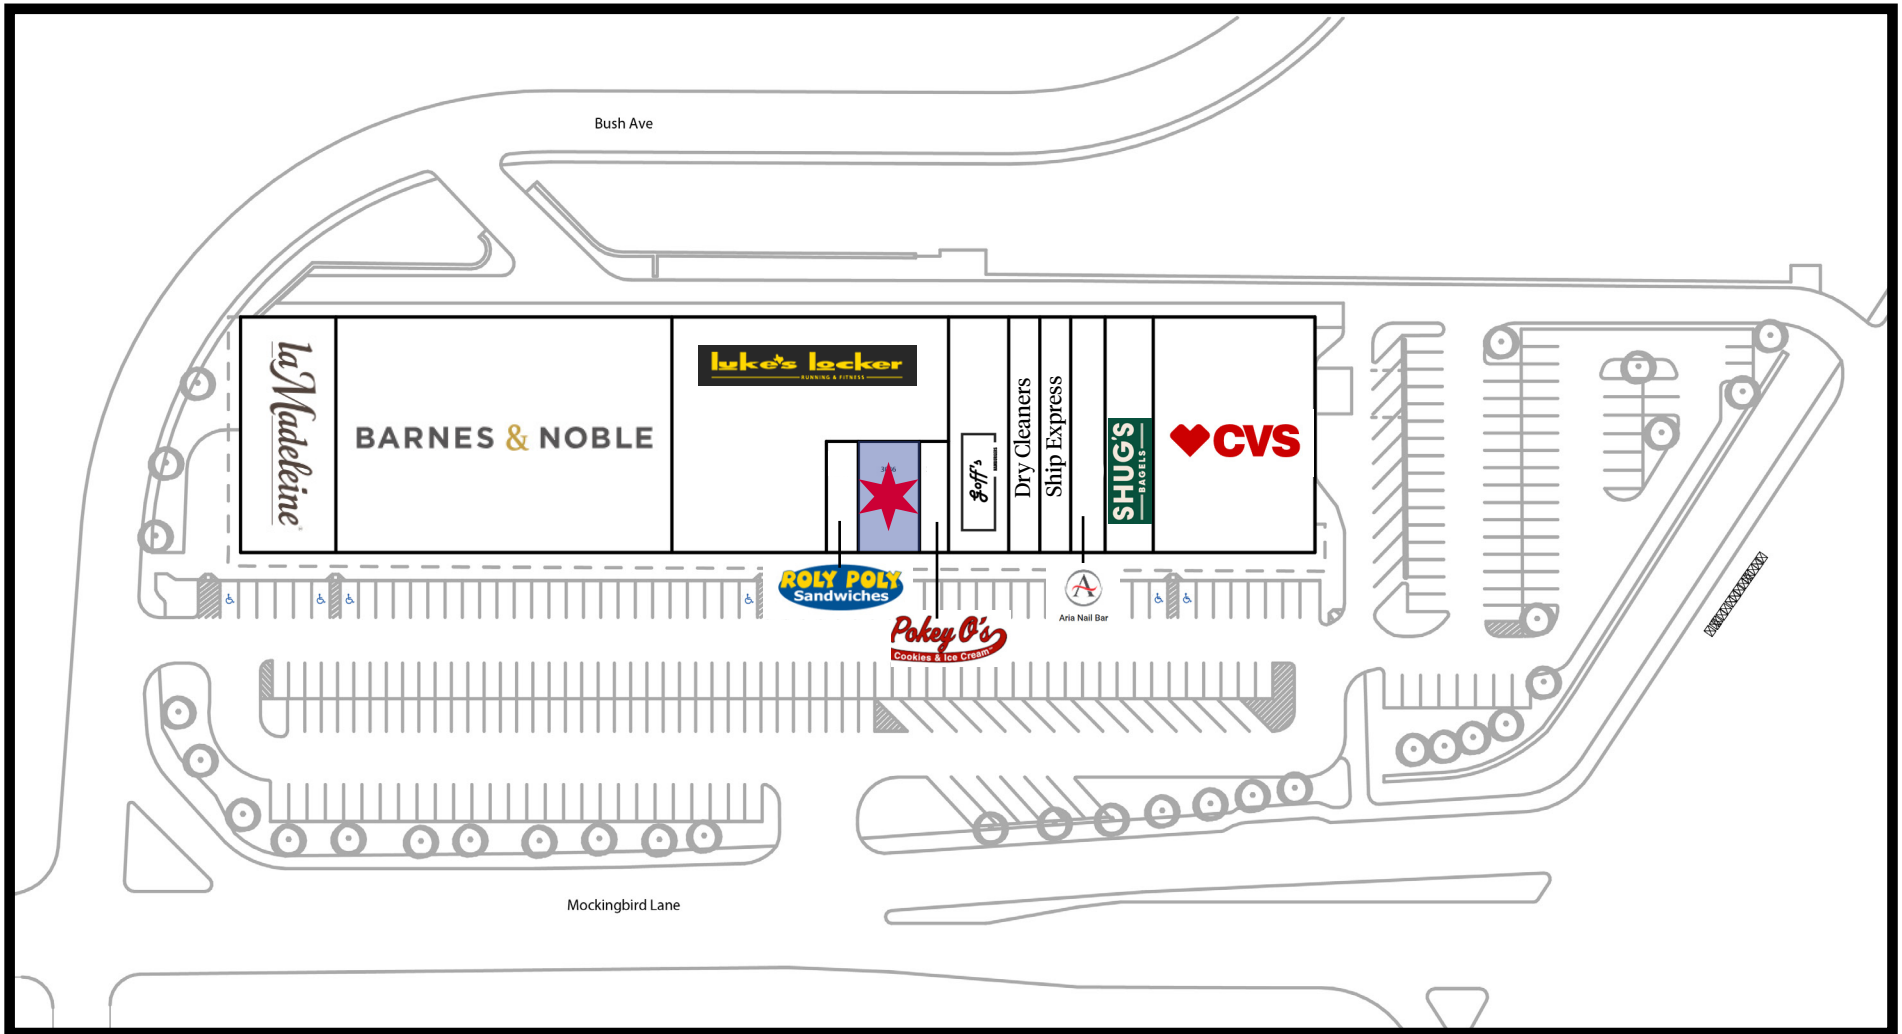 Bush Ave
la Madeleine
BARNES & NOBLE
luke's locker
RUNNING & FITNESS
goff's
Dry Cleaners
Ship Express
SHUG'S
BAGELS
CVS
ROLY POLY
Sandwiches
Pokey O's
Cookies & Ice Cream
A
Aria Nail Bar
Mockingbird Lane